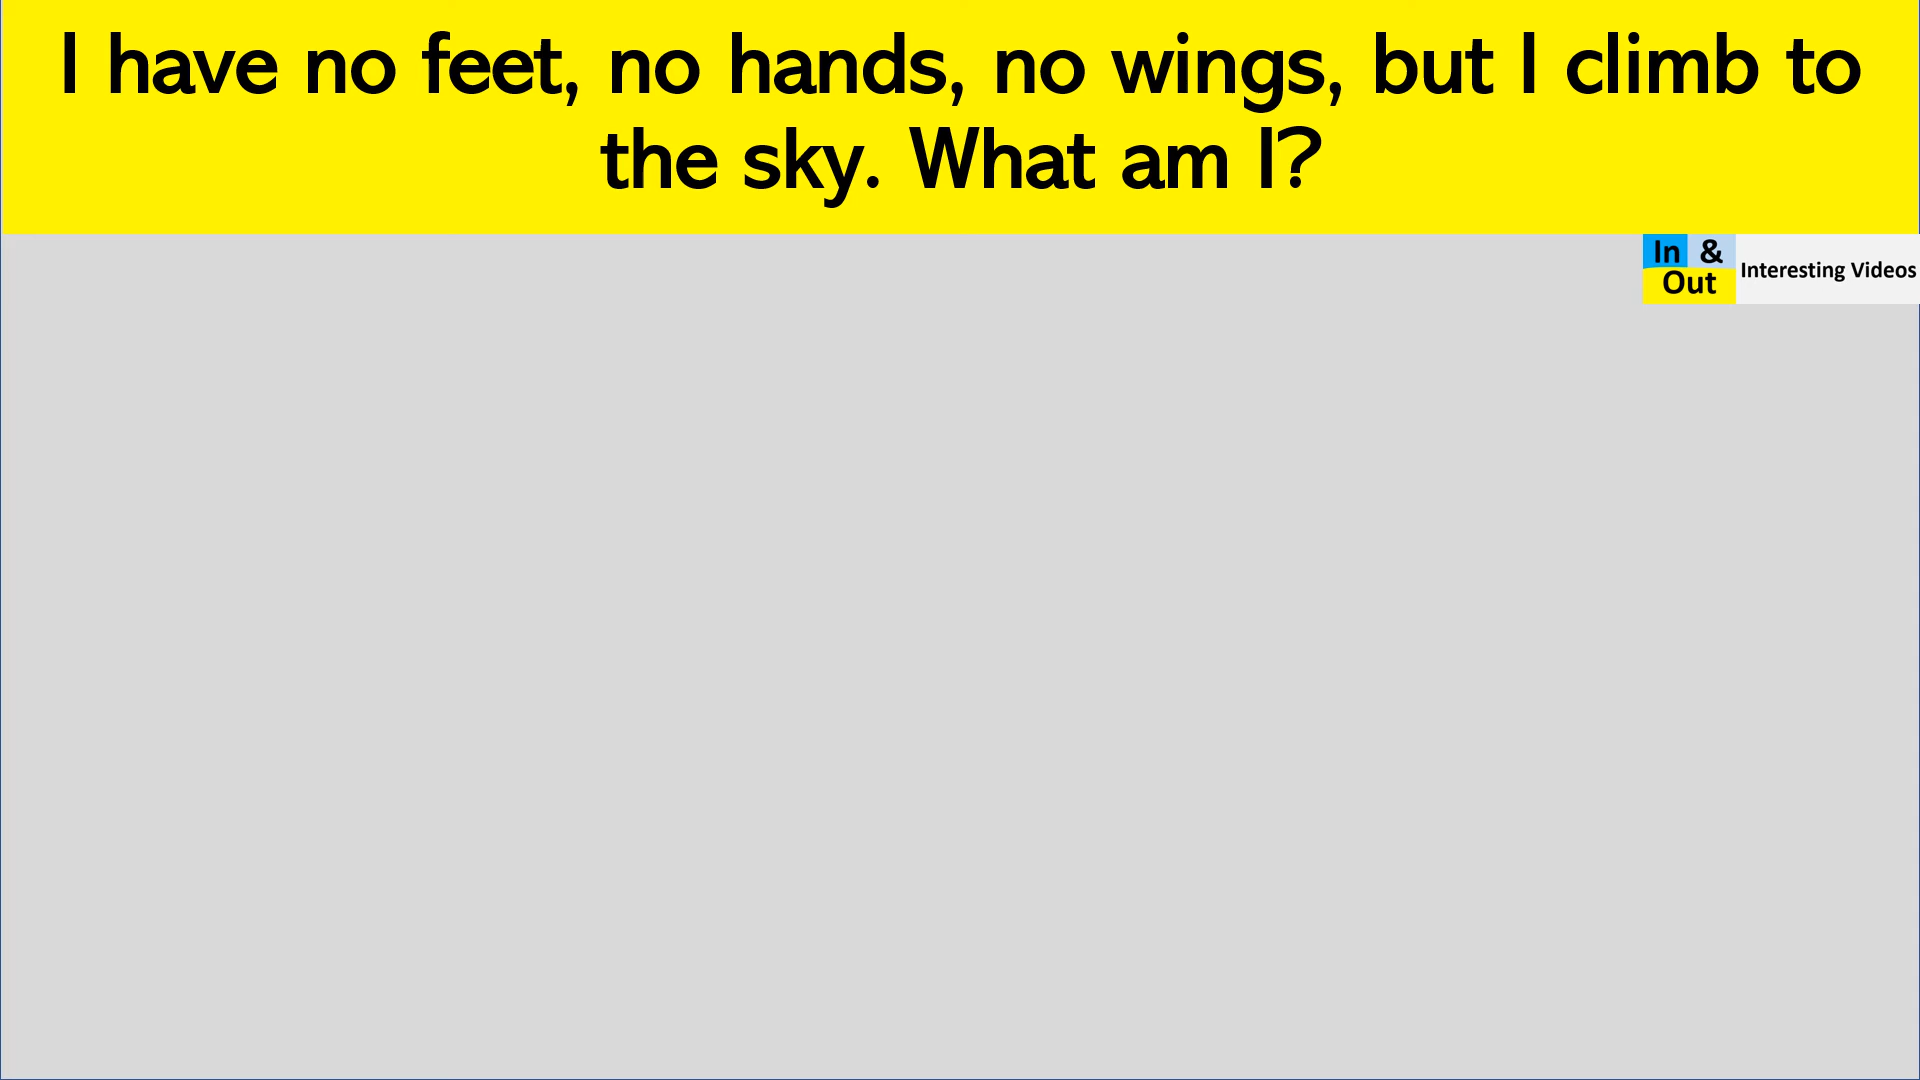 I have no feet, no hands, no wings, but I climb to
the sky. What am I?
In & Out
Interesting Videos